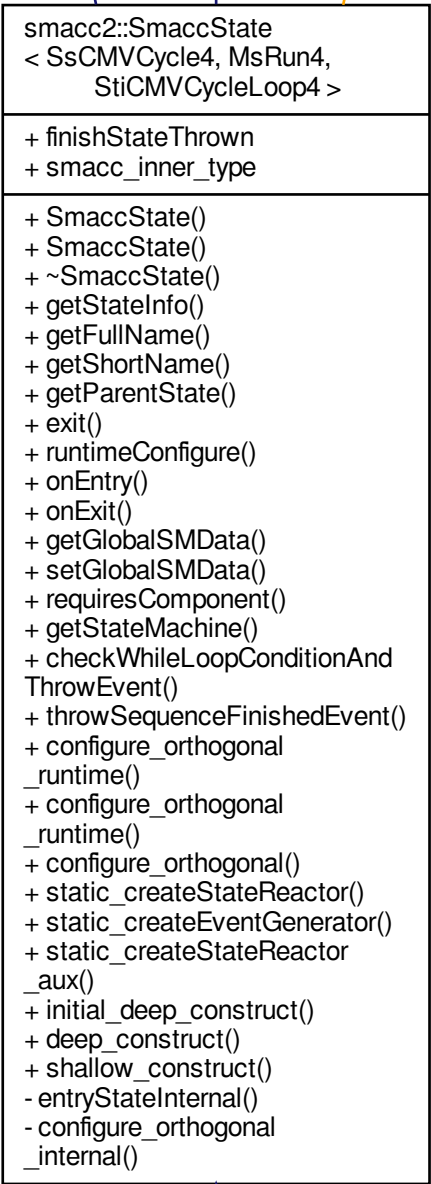 smacc2::SmaccState
< SsCMVCycle4, MsRun4,
StiCMVCycleLoop4 >
+ finishStateThrown
+ smacc_inner_type
+ SmaccState()
+ SmaccState()
+ ~SmaccState()
+ getStateInfo()
+ getFullName()
+ getShortName()
+ getParentState()
+ exit()
+ runtimeConfigure()
+ onEntry()
+ onExit()
+ getGlobalSMData()
+ setGlobalSMData()
+ requiresComponent()
+ getStateMachine()
+ checkWhileLoopConditionAnd
ThrowEvent()
+ throwSequenceFinishedEvent()
+ configure_orthogonal
_runtime()
+ configure_orthogonal
_runtime()
+ configure_orthogonal()
+ static_createStateReactor()
+ static_createEventGenerator()
+ static_createStateReactor
_aux()
+ initial_deep_construct()
+ deep_construct()
+ shallow_construct()
- entryStateInternal()
- configure_orthogonal
_internal()